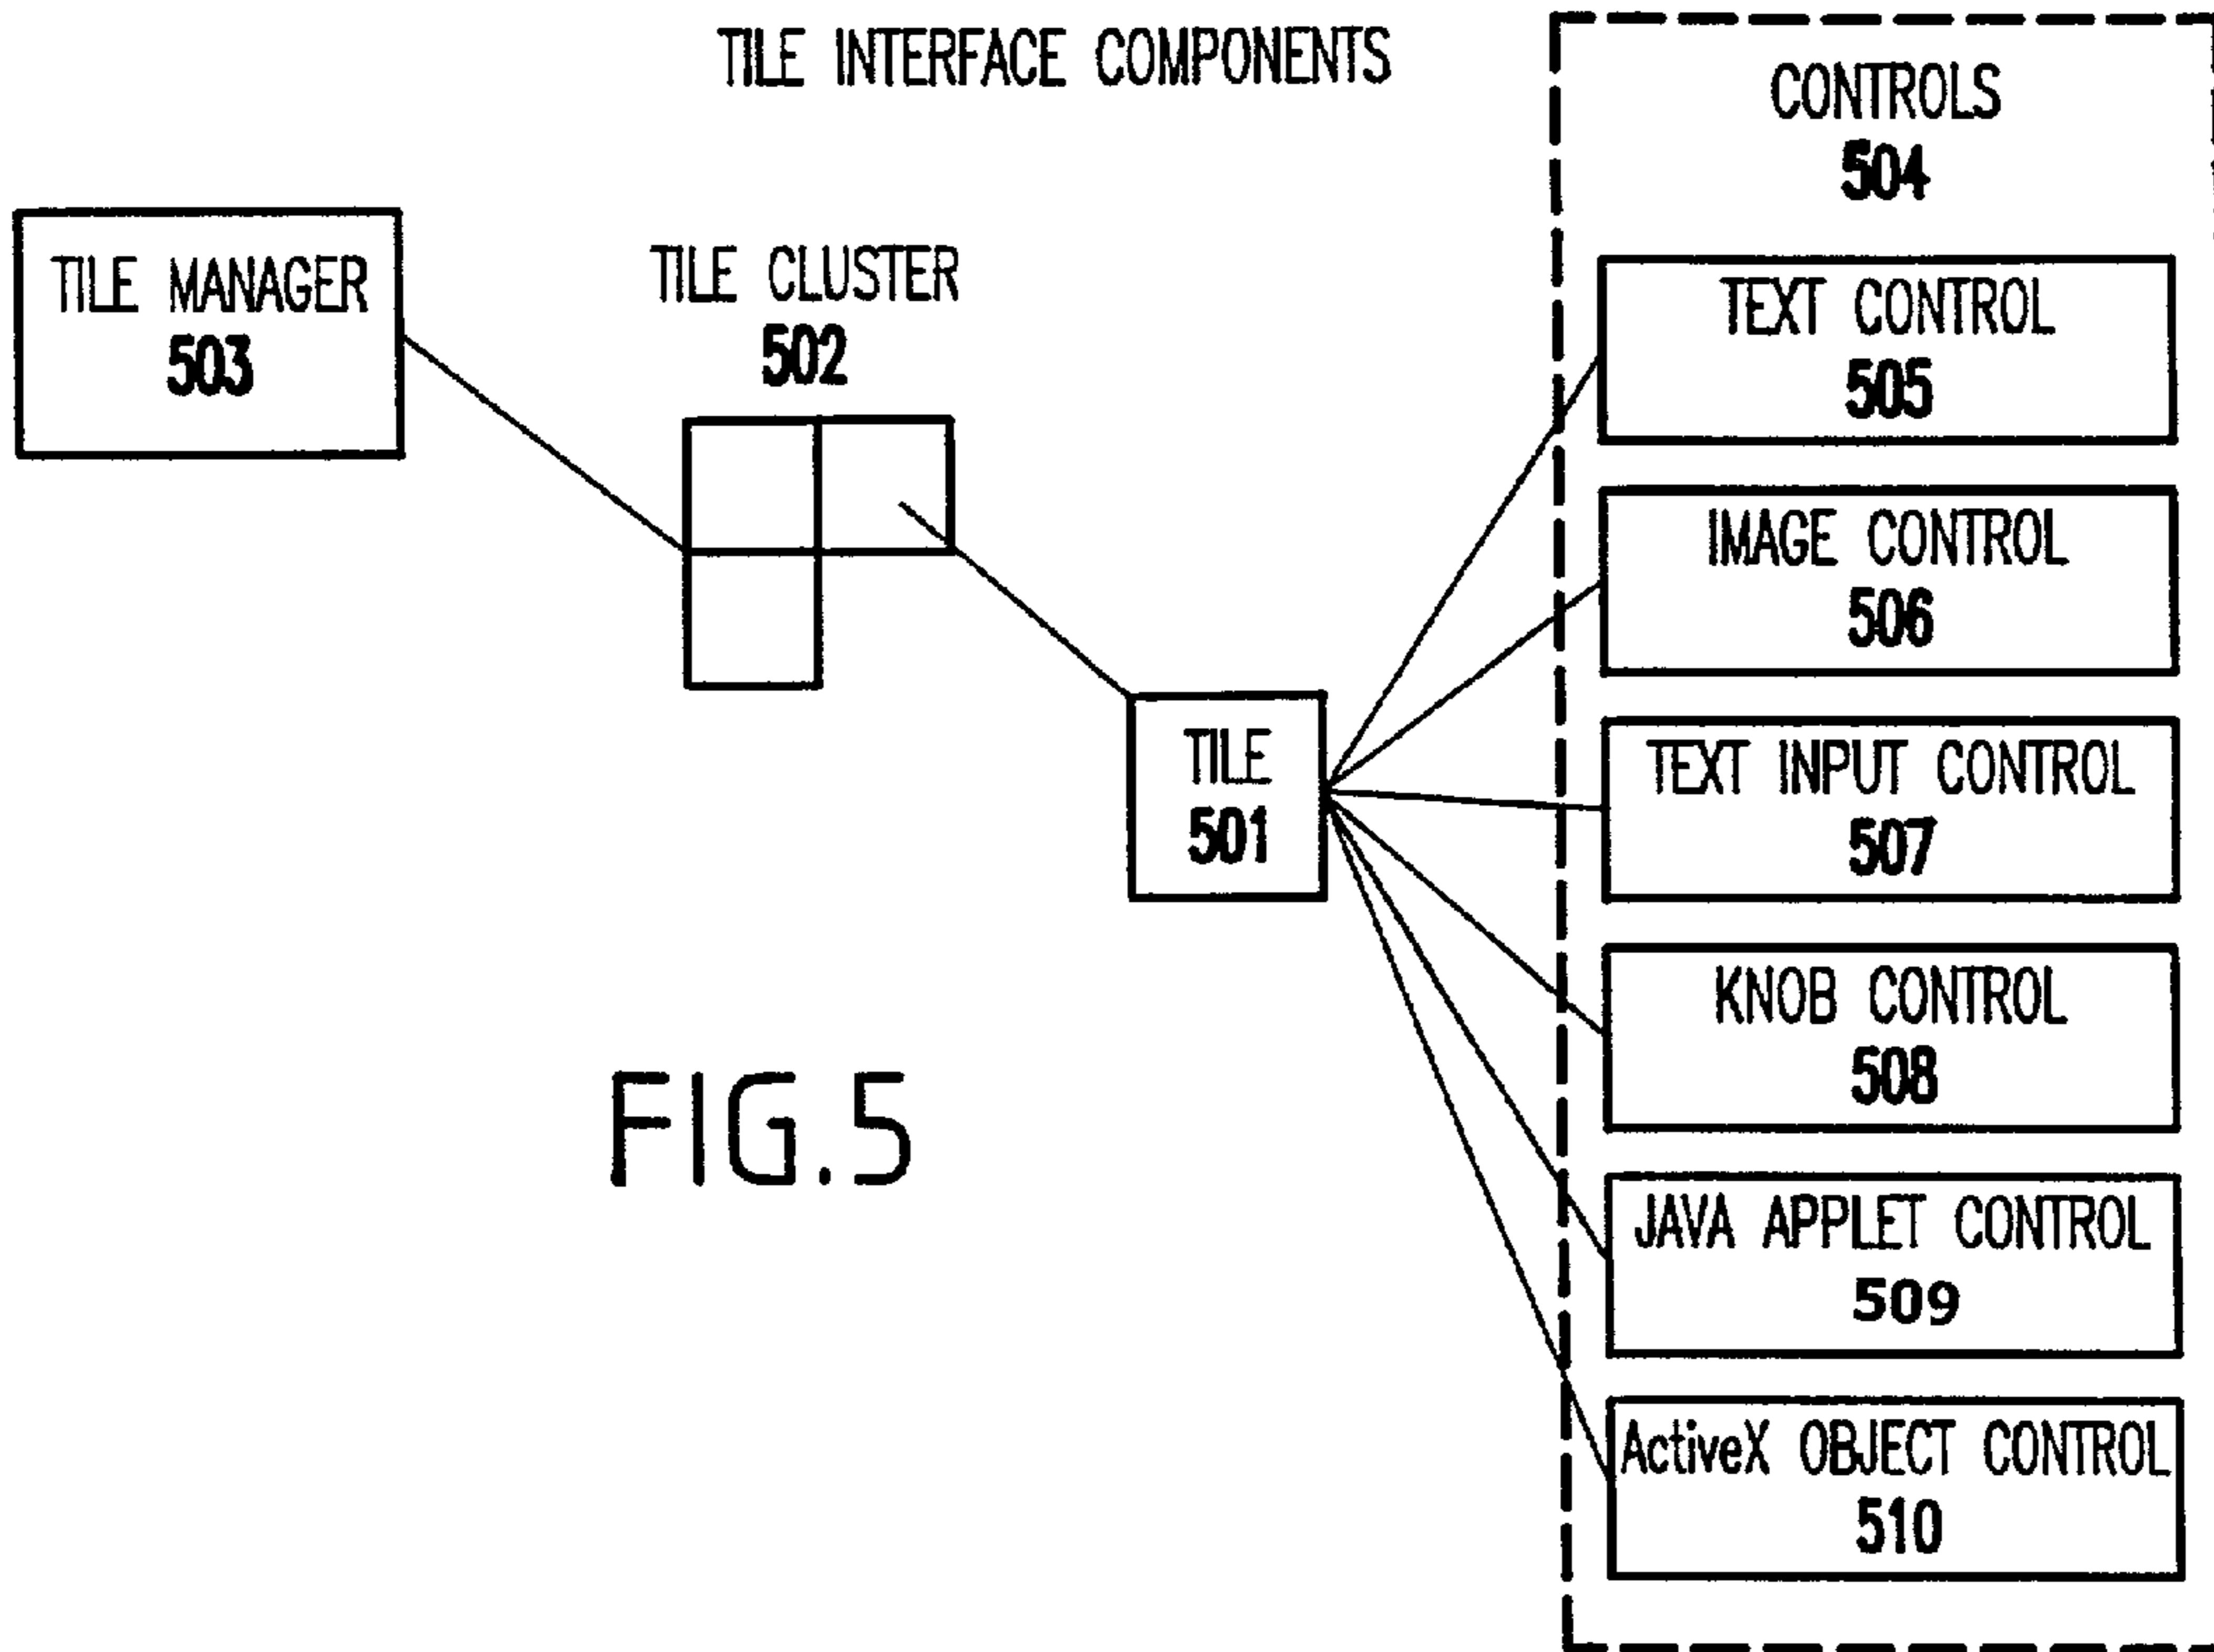 TILE INTERFACE COMPONENTS
TILE MANAGER
503
TILE CLUSTER
502
TILE
501
CONTROLS
504
TEXT CONTROL
505
IMAGE CONTROL
506
TEXT INPUT CONTROL
507
KNOB CONTROL
508
JAVA APPLET CONTROL
509
ActiveX OBJECT CONTROL
510
FIG.5